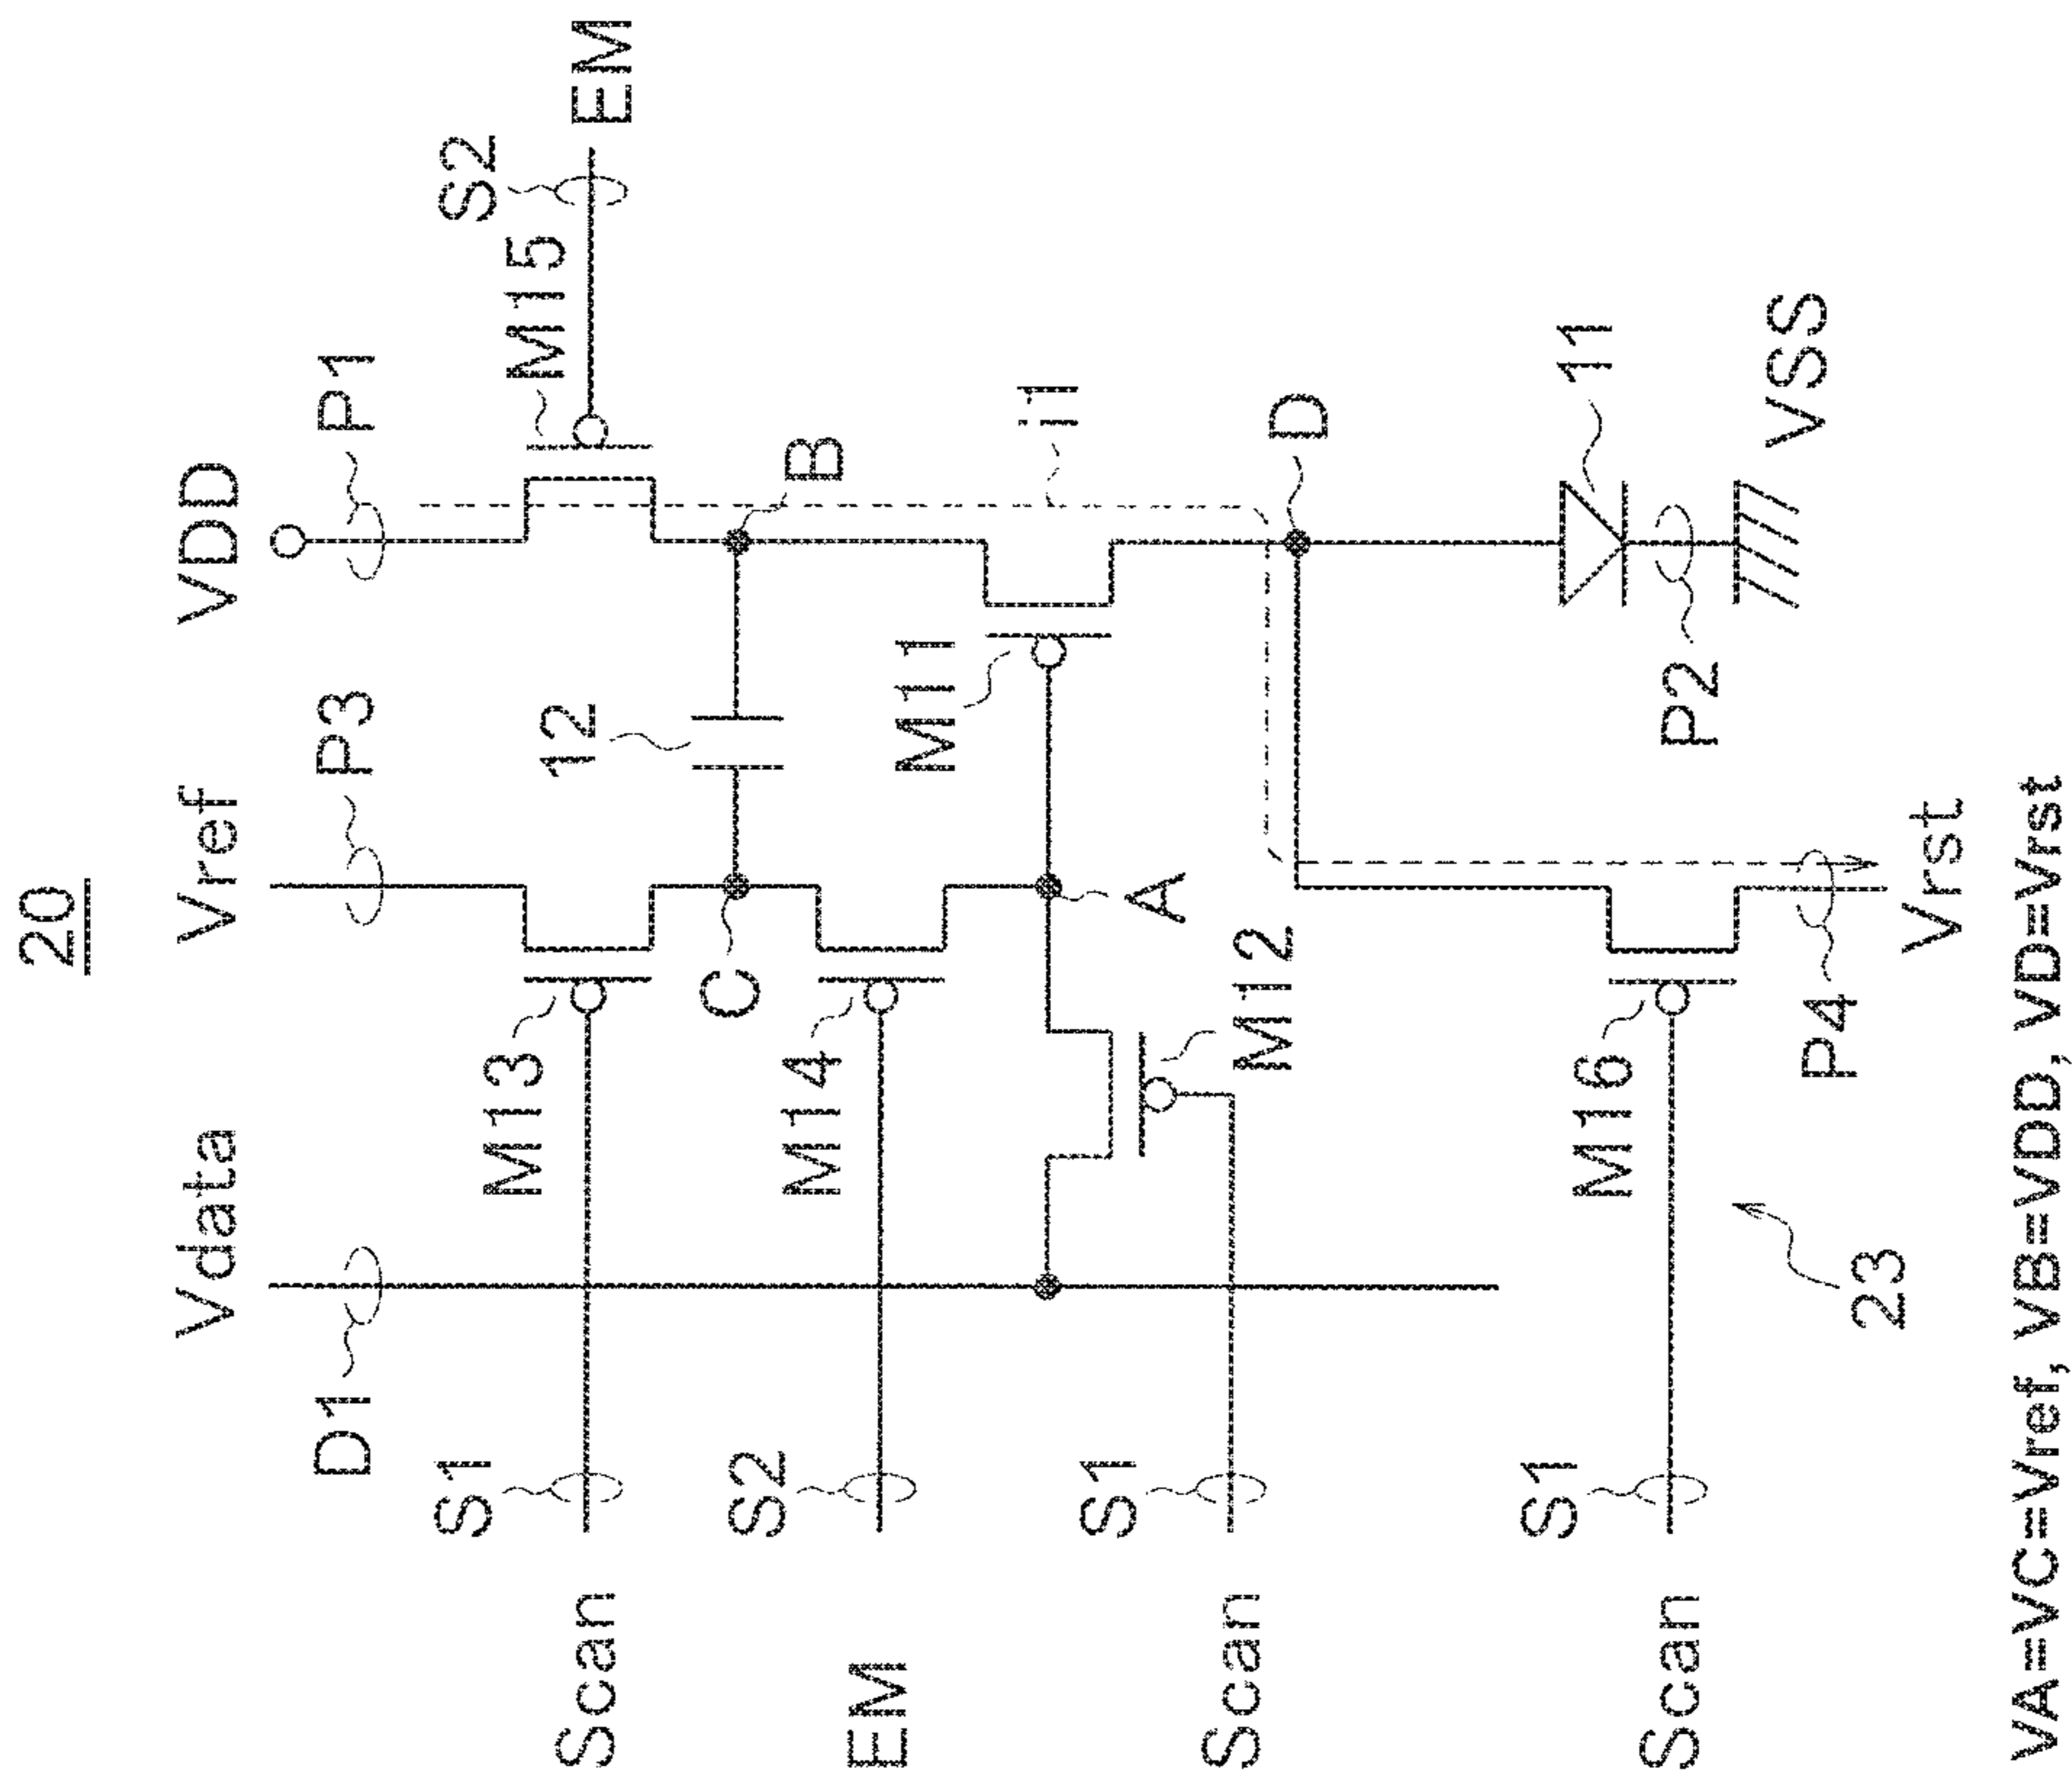 20
Vdata
Vref
VDD
D1
P3
P1
Scan
S1
M13
12
M15
S2
EM
C
B
EM
S2
M14
M11
i1
A
Scan
S1
M12
D
Scan
S1
M16
11
P2
23
P4
Vrst
VSS
VA=VC=Vref, VB=VDD, VD=Vrst